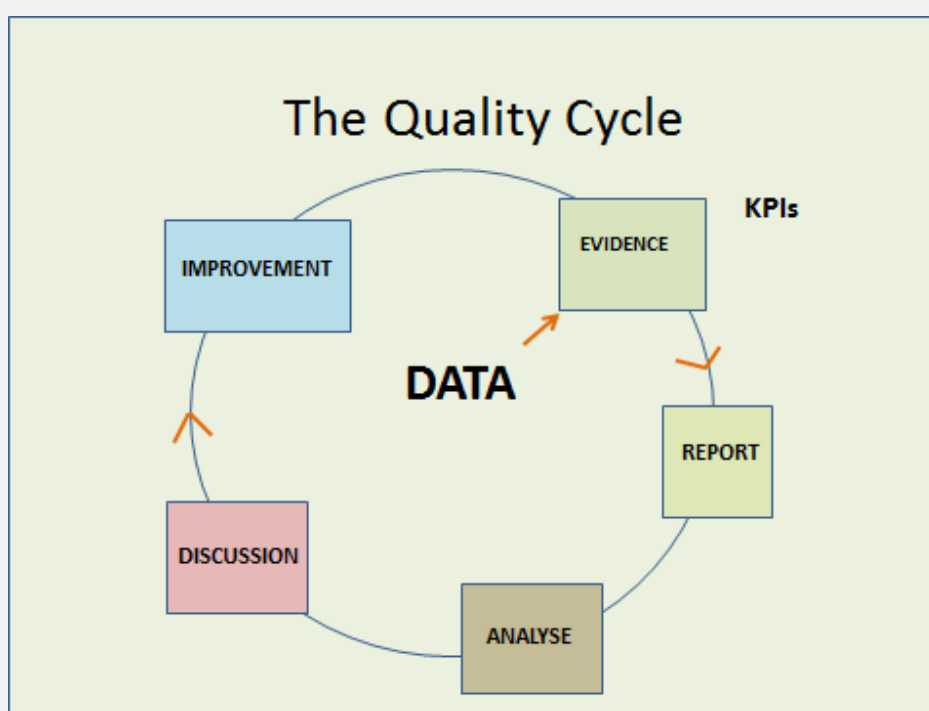 The Quality Cycle
KPIs
EVIDENCE
IMPROVEMENT
DATA
REPORT
DISCUSSION
ANALYSE